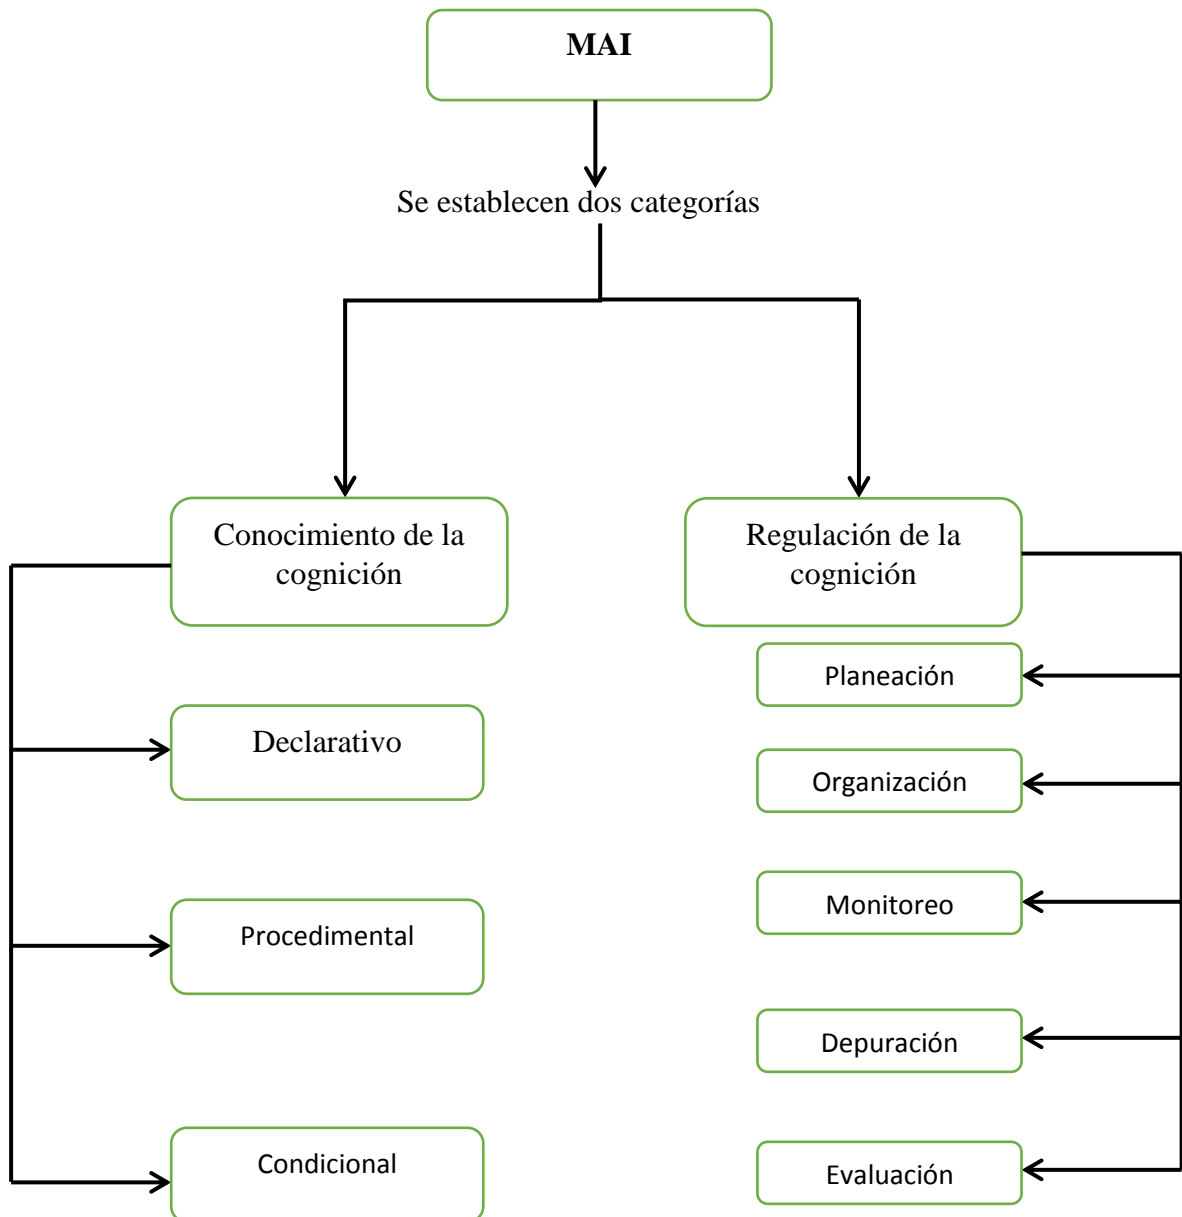 MAI
Se establecen dos categorías
Conocimiento de la
cognición
Declarativo
Procedimental
Condicional
Regulación de la
cognición
Planeación
Organización
Monitoreo
Depuración
Evaluación